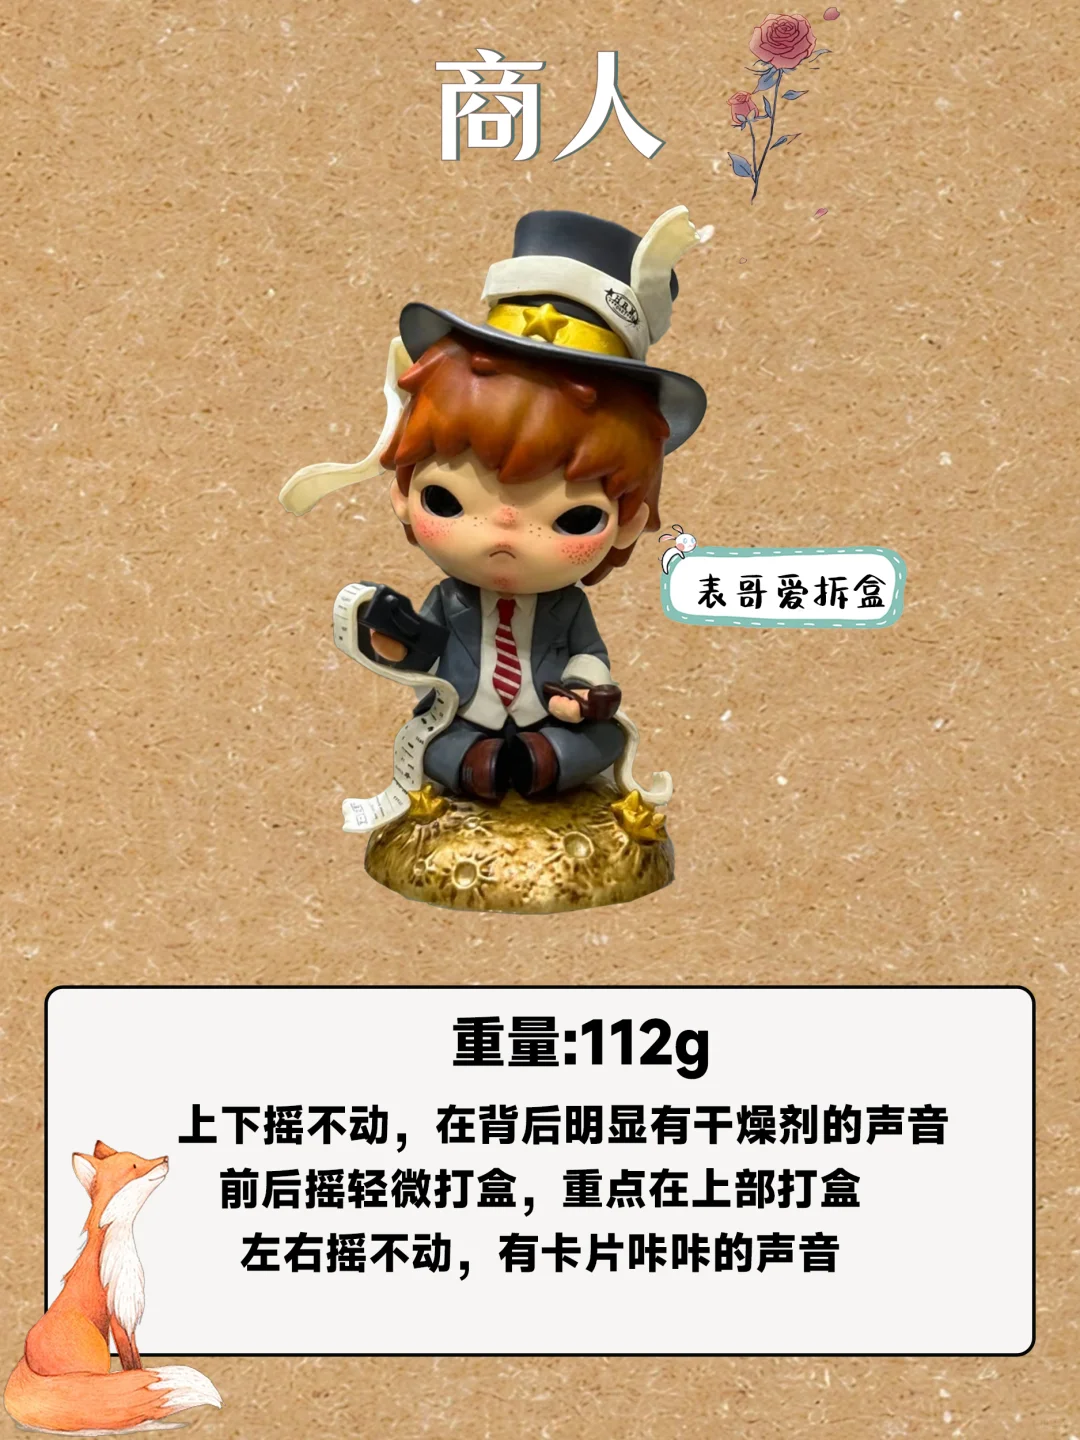 商人
表哥爱拆盒
重量:112g
上下摇不动，在背后明显有干燥剂的声音
前后摇轻微打盒，重点在上部打盒
左右摇不动，有卡片咔咔的声音